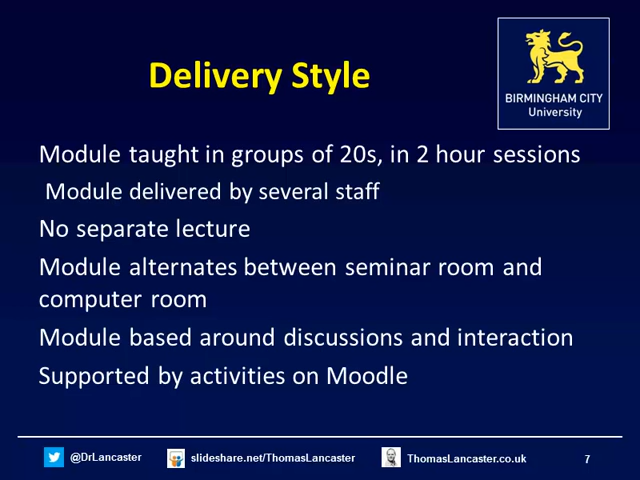 Delivery Style
BIRMINGHAM CITY
University
Module taught in groups of 20s, in 2 hour sessions
Module delivered by several staff
No separate lecture
Module alternates between seminar room and
computer room
Module based around discussions and interaction
Supported by activities on Moodle
@DrLancaster
slideshare.net/ThomasLancaster
ThomasLancaster.co.uk
7